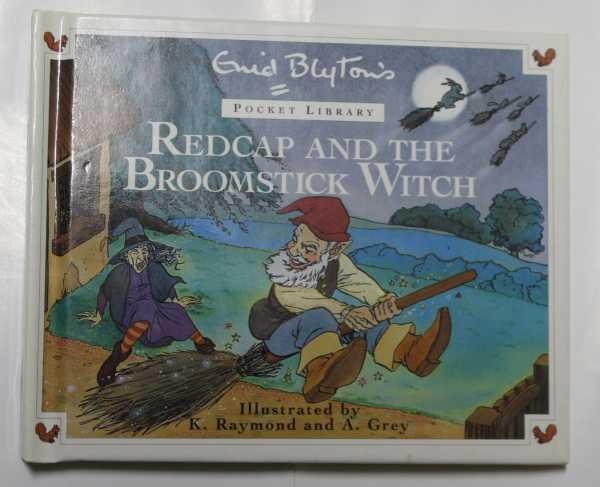 Enid Blyton's
POCKET LIBRARY
REDCAP AND THE
BROOMSTICK WITCH
Illustrated by
K. Raymond and A. Grey